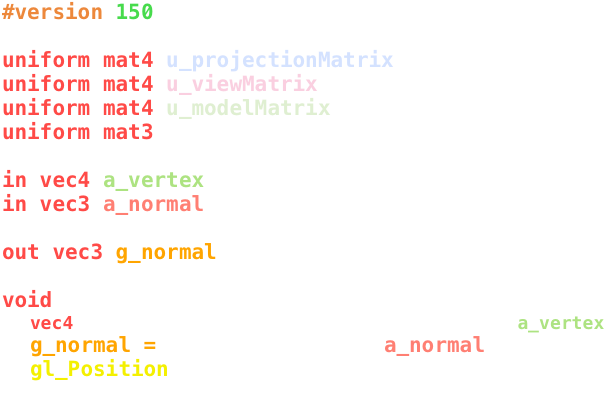 #version 150
uniform mat4 u_projectionMatrix
uniform mat4 u_viewMatrix
uniform mat4 u_modelMatrix
uniform mat3
in vec4 a_vertex
in vec3 a_normal
out vec3 g_normal
void
vec4 a_vertex
g_normal = a_normal
gl_Position